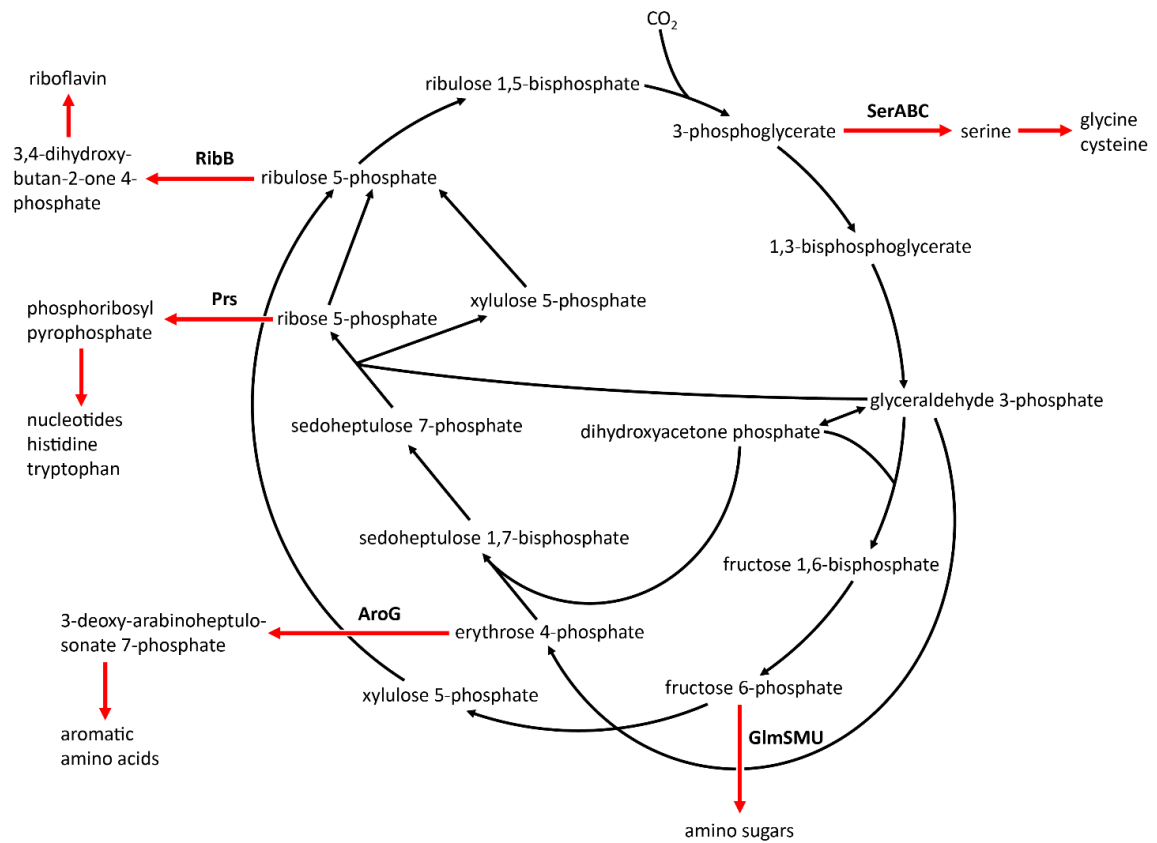 CO2
riboflavin
ribulose 1,5-bisphosphate
SerABC
3-phosphoglycerate
serine
glycine
cysteine
3,4-dihydroxy-
butan-2-one 4-
phosphate
RibB
ribulose 5-phosphate
1,3-bisphosphoglycerate
xylulose 5-phosphate
phosphoribosyl
pyrophosphate
Prs
ribose 5-phosphate
glyceraldehyde 3-phosphate
nucleotides
histidine
tryptophan
sedoheptulose 7-phosphate
dihydroxyacetone phosphate
sedoheptulose 1,7-bisphosphate
fructose 1,6-bisphosphate
3-deoxy-arabinoheptulo-
sonate 7-phosphate
AroG
erythrose 4-phosphate
xylulose 5-phosphate
fructose 6-phosphate
aromatic
amino acids
GlmSMU
amino sugars